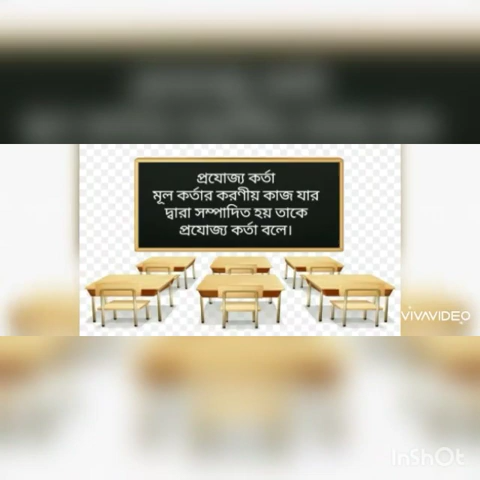 প্রযোজ্য কর্তা
মূল কর্তার করণীয় কাজ যার
দ্বারা সম্পাদিত হয় তাকে
প্রযোজ্য কর্তা বলে।
VIVAVIDEO
InShOt